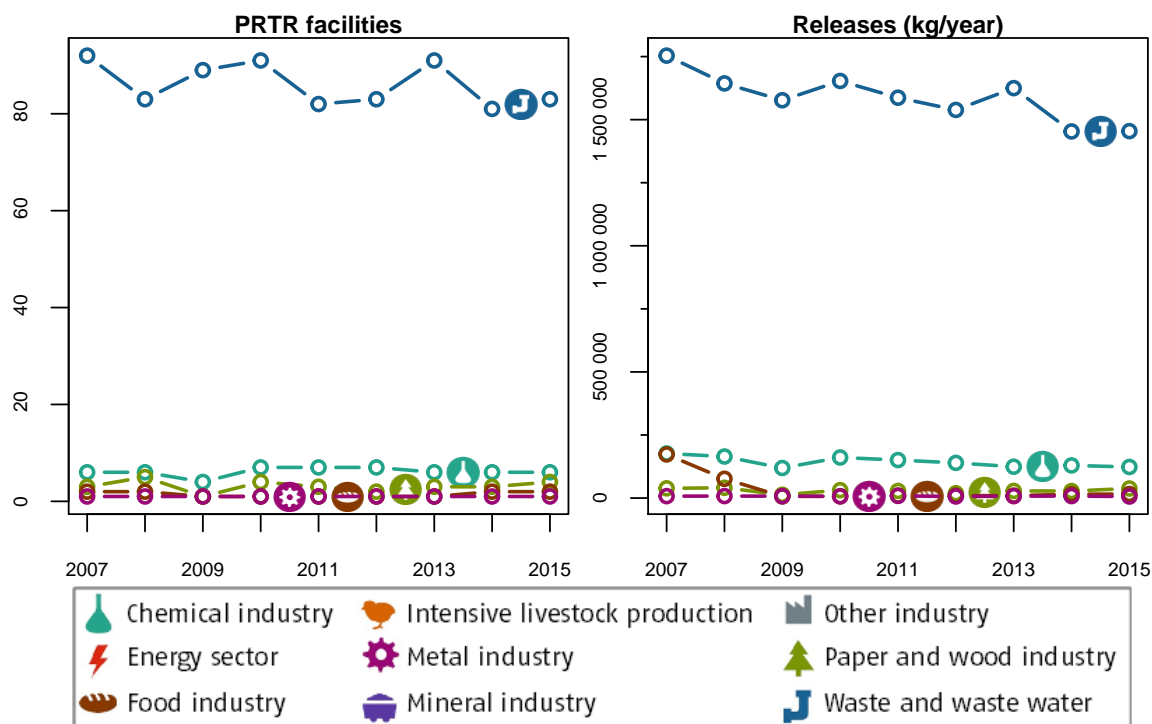 PRTR facilities
0
20
40
60
80
2007
2009
2011
2013
2015
Releases (kg/year)
0
500 000
1 000 000
1 500 000
2007
2009
2011
2013
2015
Chemical industry
Intensive livestock production
Other industry
Energy sector
Metal industry
Paper and wood industry
Food industry
Mineral industry
Waste and waste water